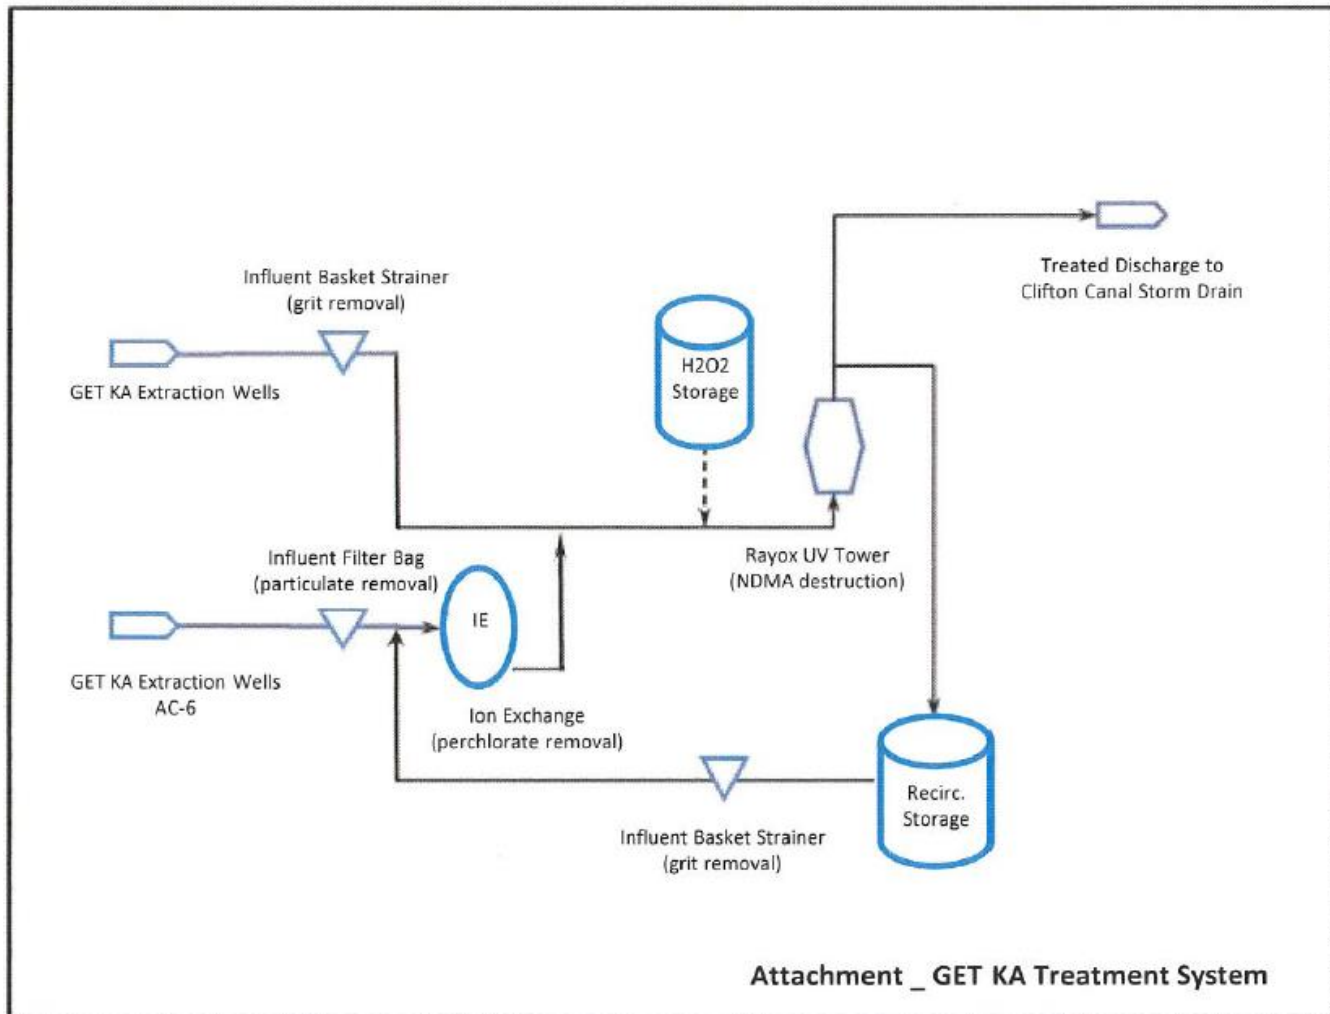 Treated Discharge to
Clifton Canal Storm Drain
Influent Basket Strainer
(grit removal)
GET KA Extraction Wells
H2O2
Storage
Rayox UV Tower
(NDMA destruction)
Influent Filter Bag
(particulate removal)
IE
GET KA Extraction Wells
AC-6
Ion Exchange
(perchlorate removal)
Recirc.
Storage
Influent Basket Strainer
(grit removal)
Attachment _ GET KA Treatment System